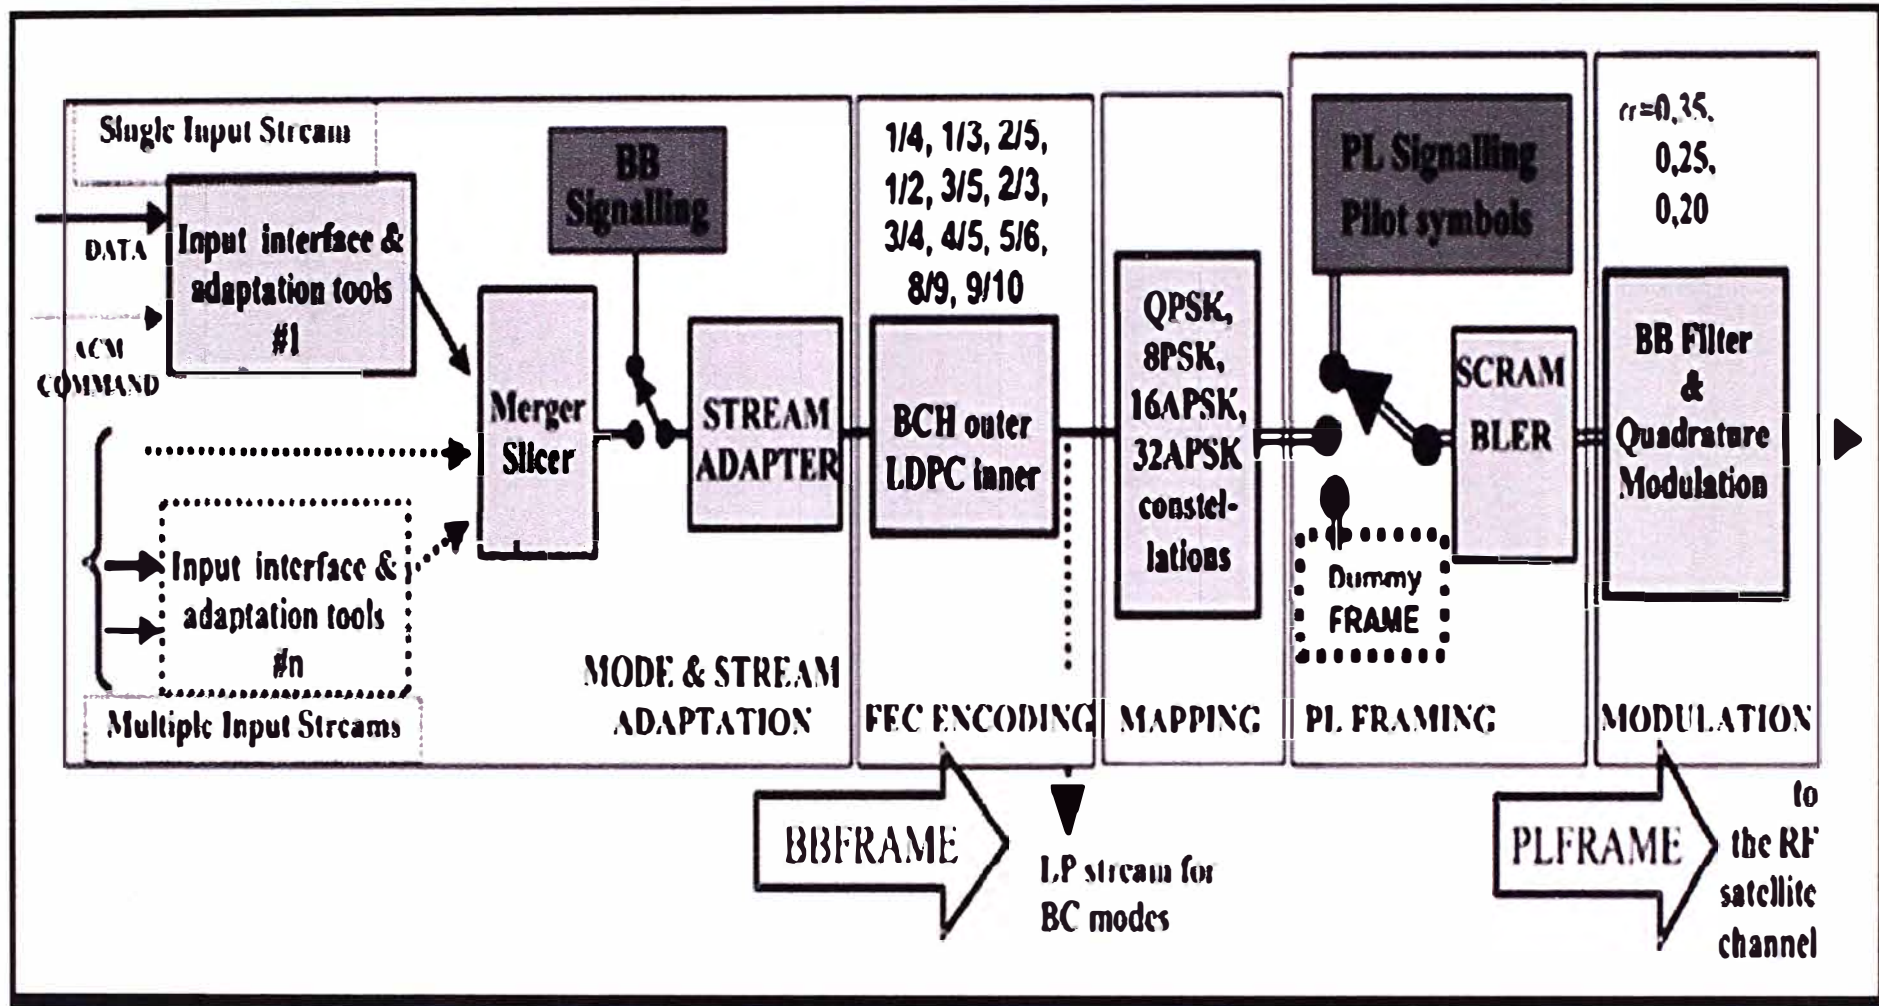 Single Input Stream
DATA
ACM
COMMAND
Input interface &
adaptation tools
#1
Input interface &
adaptation tools
#n
Multiple Input Streams
BB
Signalling
Merger
Slicer
STREAM
ADAPTER
MODE & STREAM
ADAPTATION
1/4, 1/3, 2/5,
1/2, 3/5, 2/3,
3/4, 4/5, 5/6,
8/9, 9/10
BCH outer
LDPC inner
FEC ENCODING
BBFRAME
LP stream for
BC modes
QPSK,
8PSK,
16APSK,
32APSK
constel-
lations
MAPPING
PL Signalling
Pilot symbols
SCRAM
BLER
Dummy
FRAME
PL FRAMING
=0,35,
0,25,
0,20
BB Filter
&
Quadrature
Modulation
MODULATION
PLFRAME
to
the RF
satellite
channel